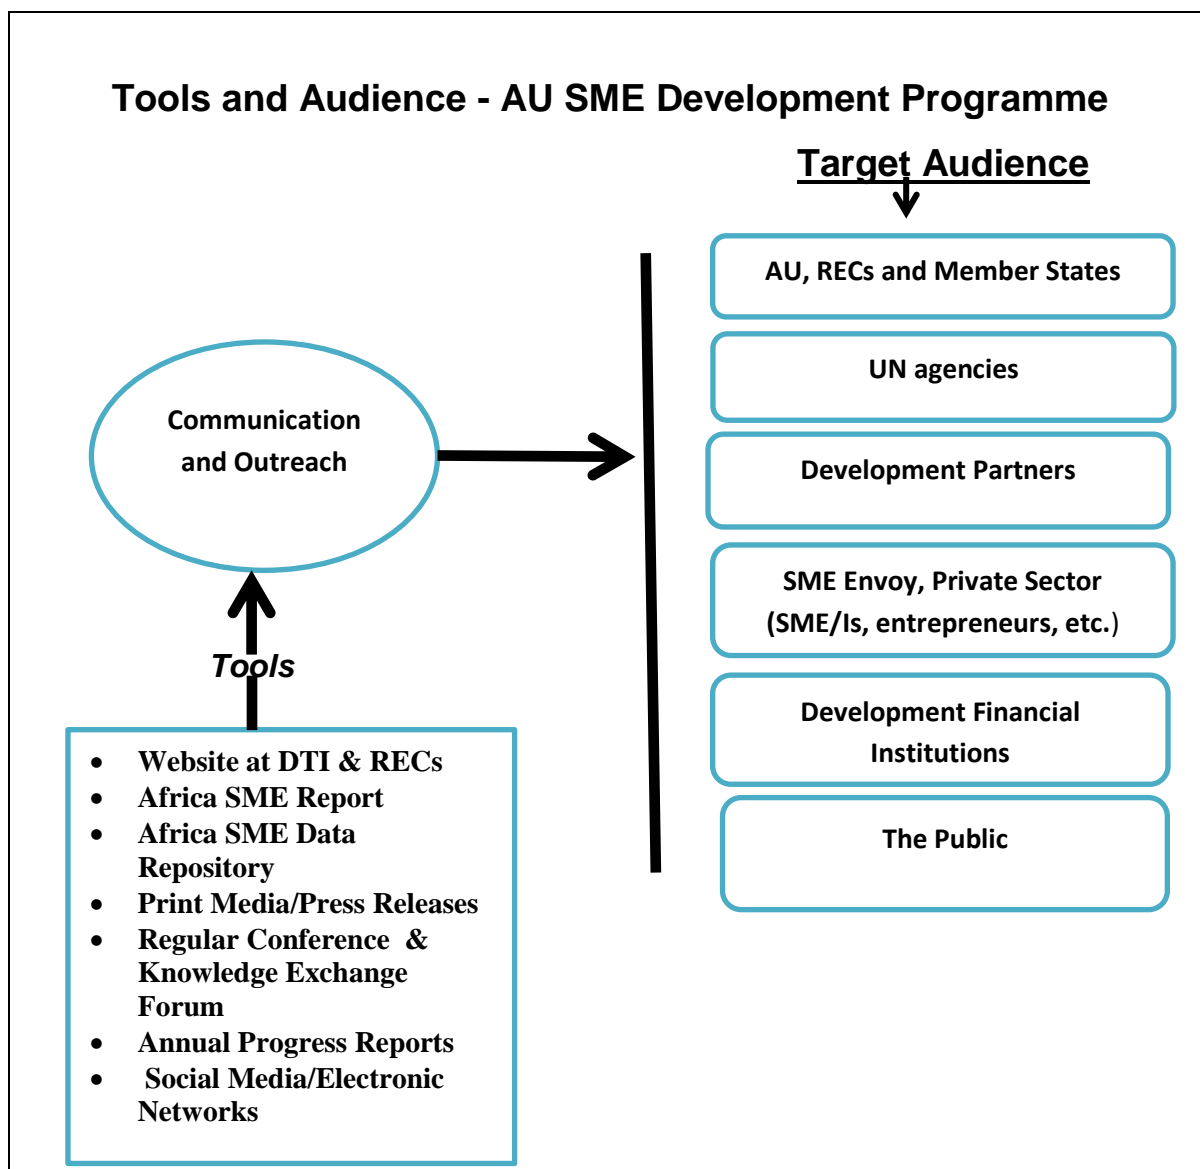 Tools and Audience - AU SME Development Programme
Target Audience
AU, RECs and Member States
UN agencies
Development Partners
SME Envoy, Private Sector
(SME/Is, entrepreneurs, etc.)
Development Financial
Institutions
The Public
Communication
and Outreach
Tools
• Website at DTI & RECs
• Africa SME Report
• Africa SME Data
Repository
• Print Media/Press Releases
• Regular Conference &
Knowledge Exchange
Forum
• Annual Progress Reports
• Social Media/Electronic
Networks